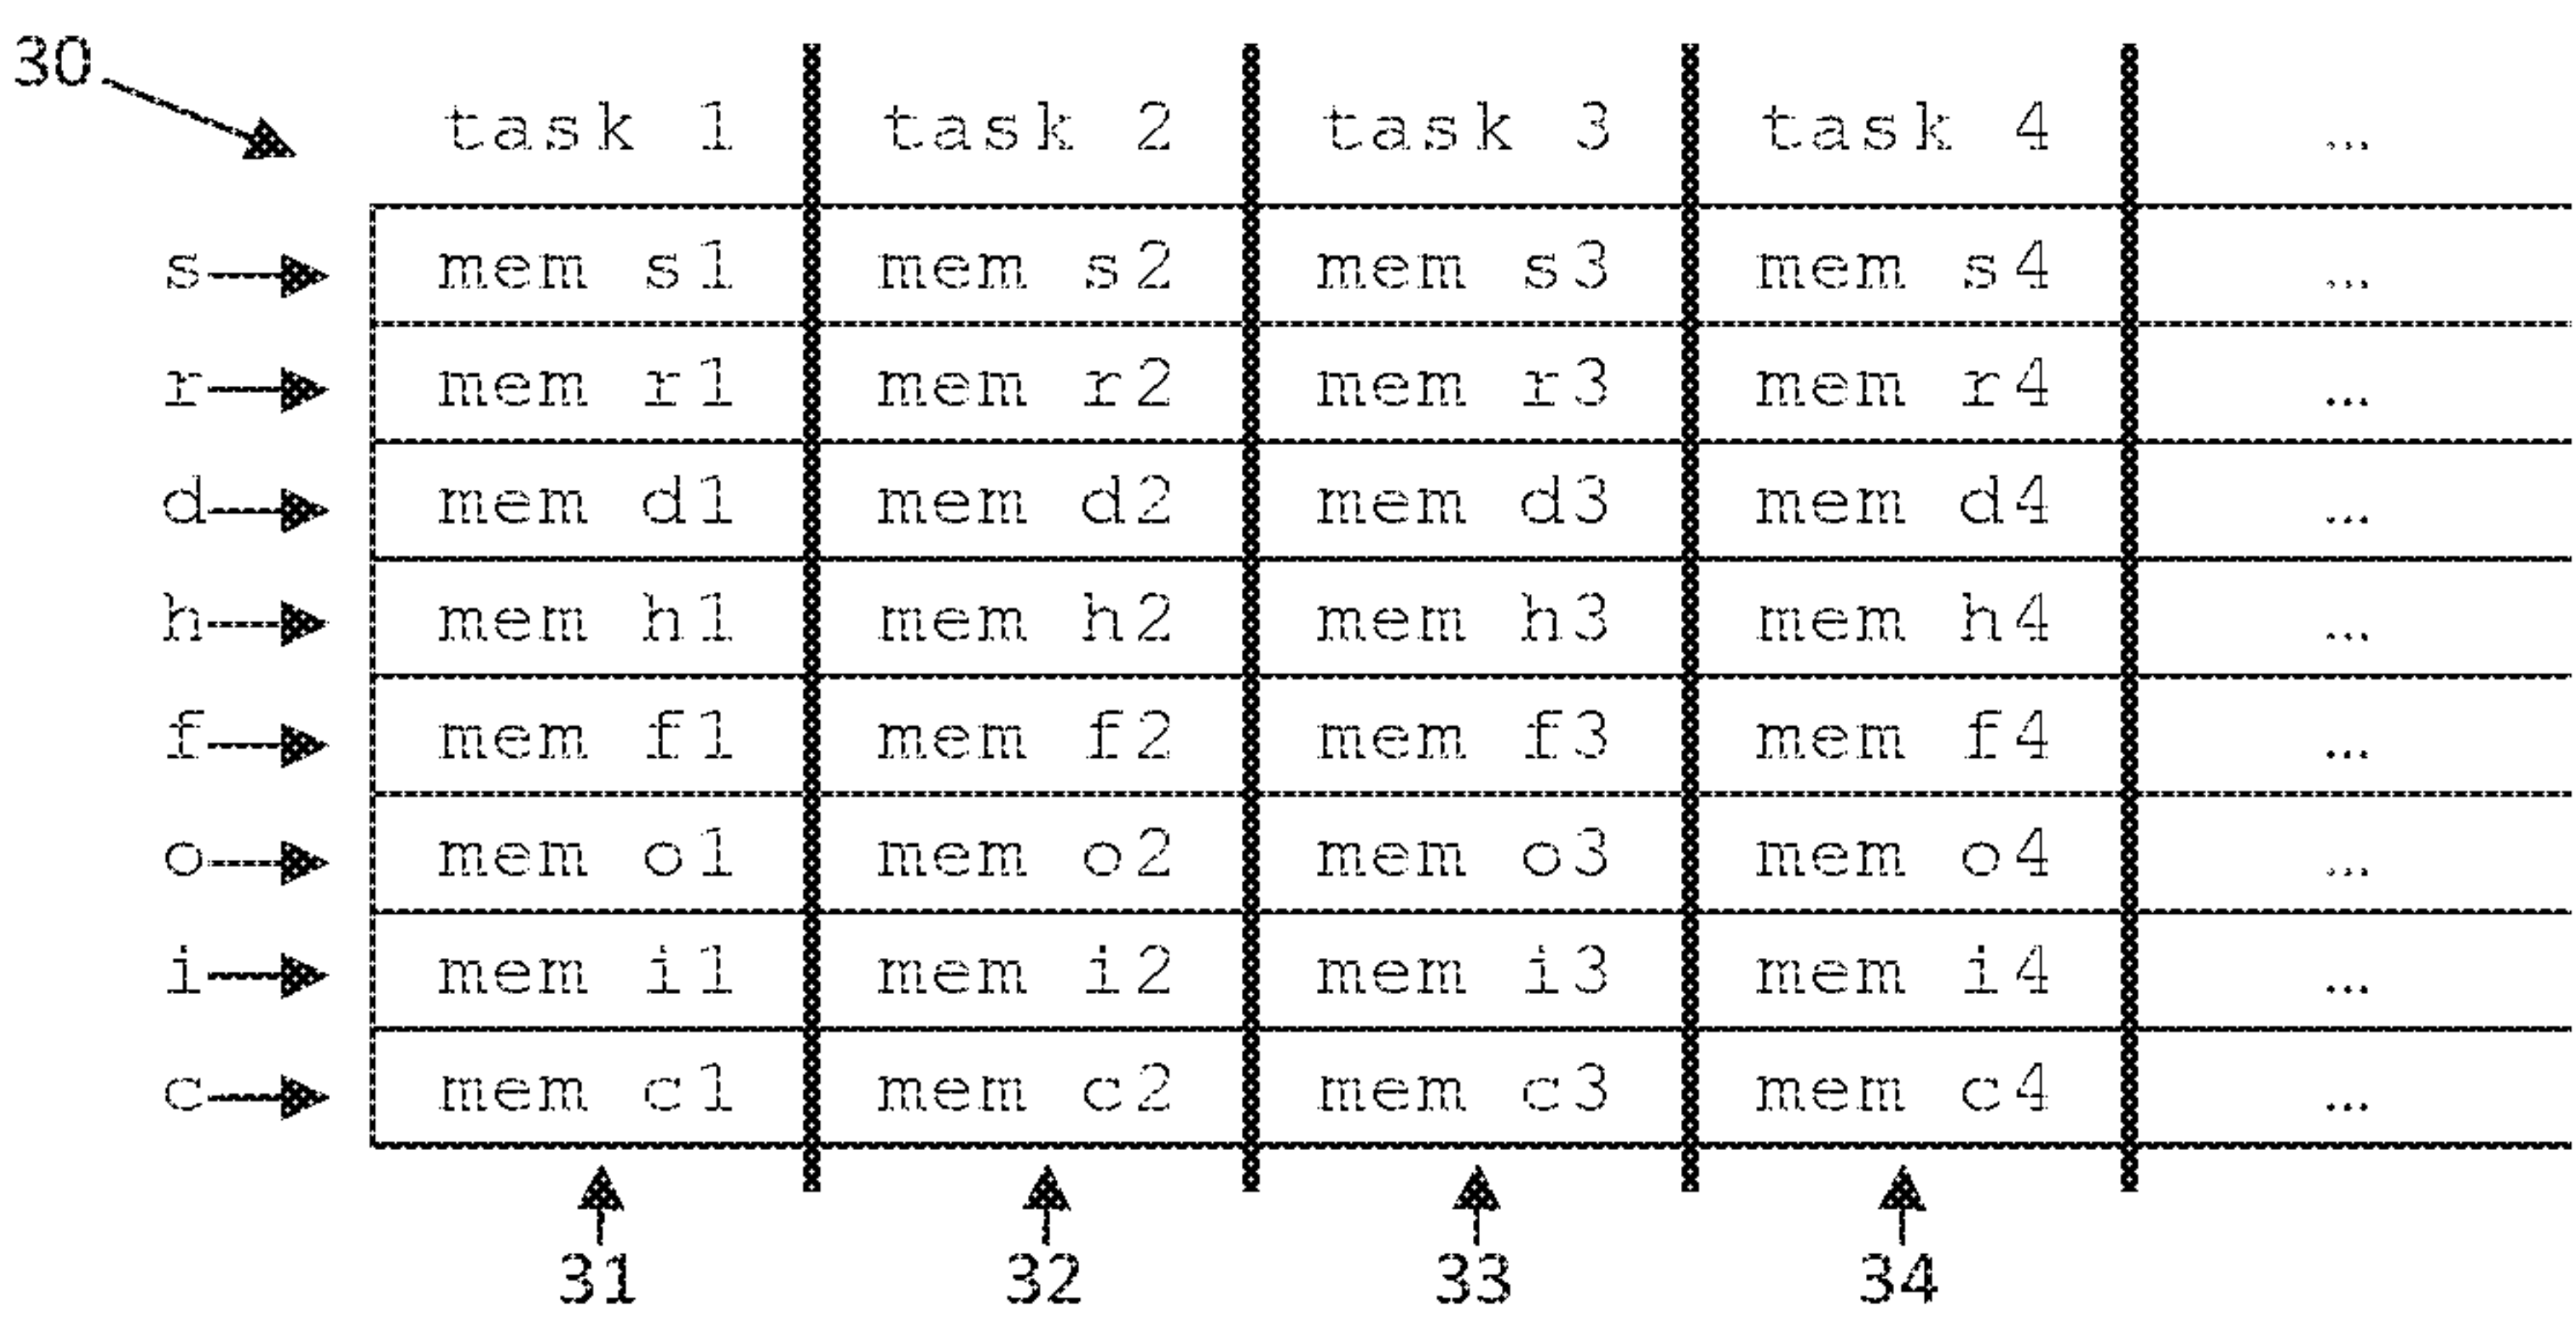 30
task 1 task 2 task 3 task 4 …
s mem s1 mem s2 mem s3 mem s4 …
r mem r1 mem r2 mem r3 mem r4 …
d mem d1 mem d2 mem d3 mem d4 …
h mem h1 mem h2 mem h3 mem h4 …
f mem f1 mem f2 mem f3 mem f4 …
o mem o1 mem o2 mem o3 mem o4 …
i mem i1 mem i2 mem i3 mem i4 …
c mem c1 mem c2 mem c3 mem c4 …
31 32 33 34